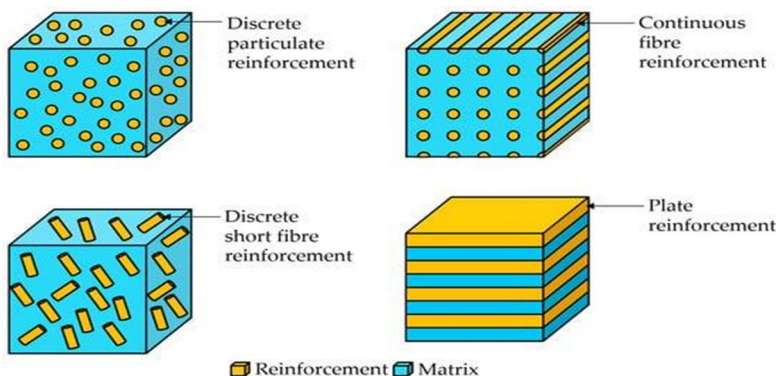 Discrete
particulate
reinforcement
Continuous
fibre
reinforcement
Discrete
short fibre
reinforcement
Plate
reinforcement
Reinforcement Matrix